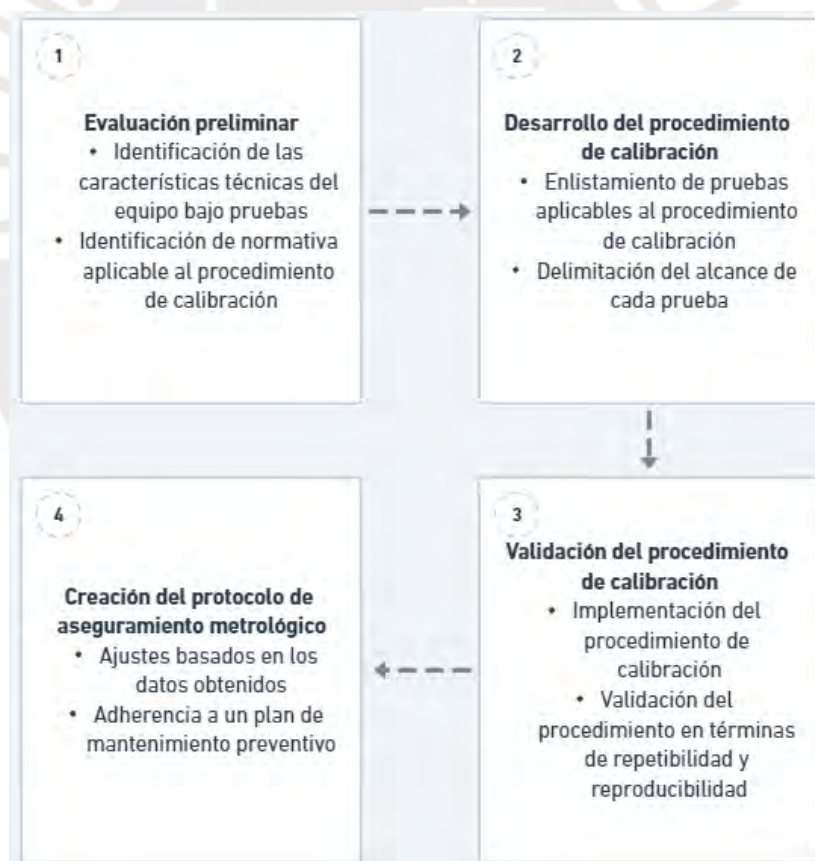 1
Evaluación preliminar
• Identificación de las
características técnicas del
equipo bajo pruebas
• Identificación de normativa
aplicable al procedimiento
de calibración
2
Desarrollo del procedimiento
de calibración
• Enlistamiento de pruebas
aplicables al procedimiento
de calibración
• Delimitación del alcance de
cada prueba
3
Validación del procedimiento
de calibración
• Implementación del
procedimiento de
calibración
• Validación del
procedimiento en términas
de repetibilidad y
reproducibilidad
4
Creación del protocolo de
aseguramiento metrológico
• Ajustes basados en los
datos obtenidos
• Adherencia a un plan de
mantenimiento preventivo